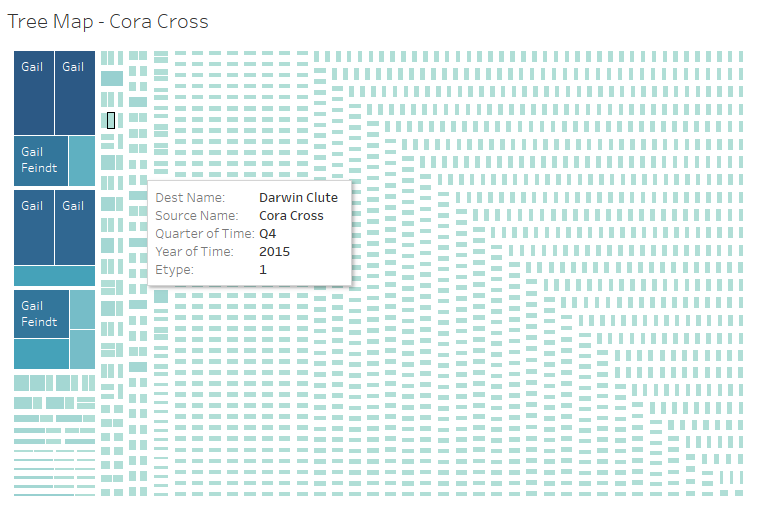 Tree Map - Cora Cross
Gail
Gail
Gail
Feindt
Gail
Gail
Gail
Feindt
Dest Name: Darwin Clute
Source Name: Cora Cross
Quarter of Time: Q4
Year of Time: 2015
Etype: 1